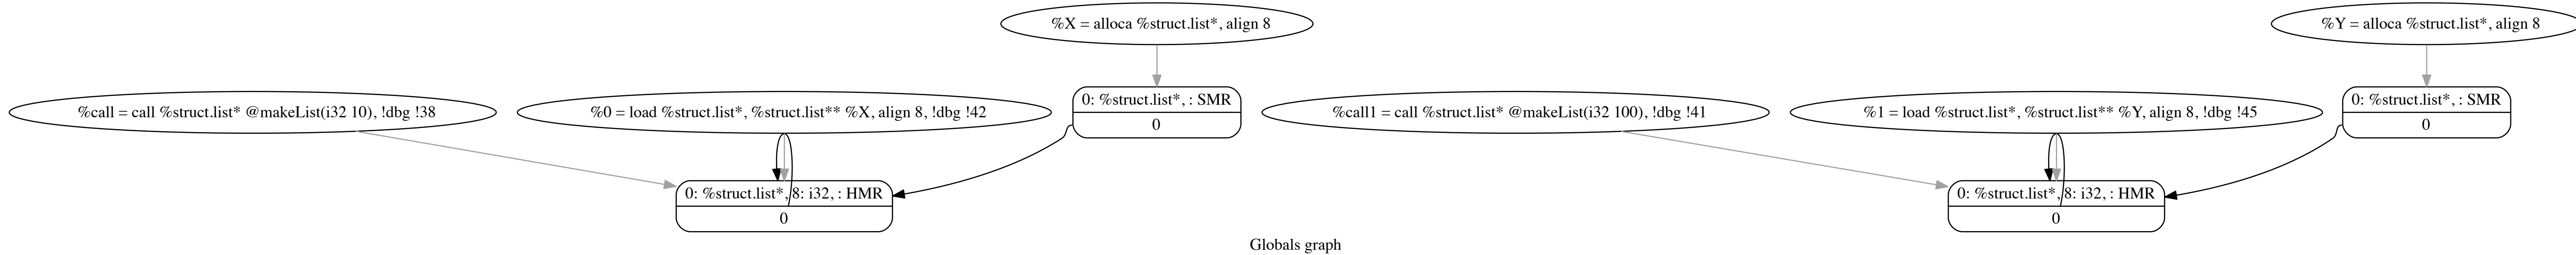 %X = alloca %struct.list*, align 8
%Y = alloca %struct.list*, align 8
%call = call %struct.list* @makeList(i32 10), !dbg !38
%0 = load %struct.list*, %struct.list** %X, align 8, !dbg !42
0: %struct.list*, : SMR
0
%call1 = call %struct.list* @makeList(i32 100), !dbg !41
%1 = load %struct.list*, %struct.list** %Y, align 8, !dbg !45
0: %struct.list*, : SMR
0
0: %struct.list*, 8: i32, : HMR
0
0: %struct.list*, 8: i32, : HMR
0
Globals graph